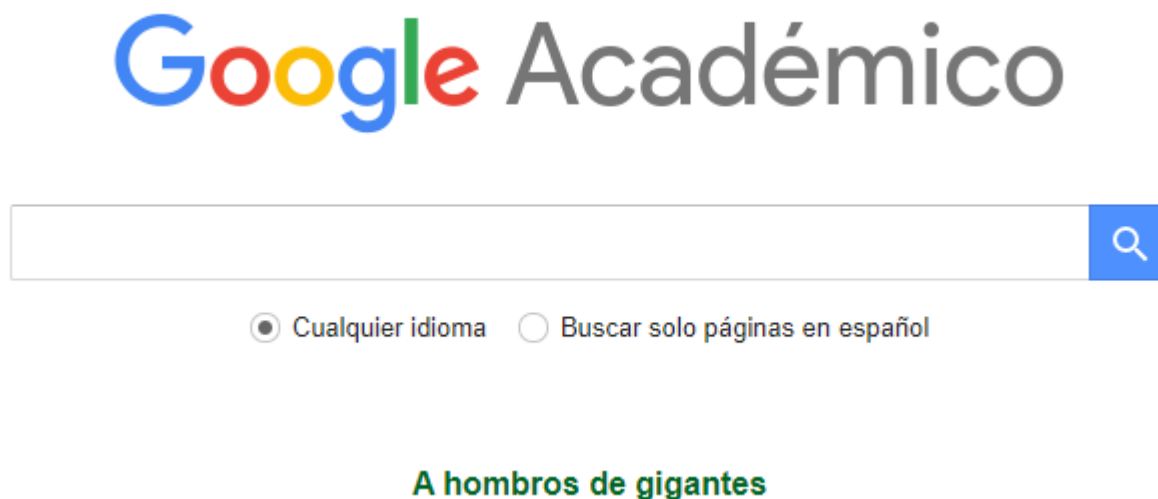 Google Académico
Cualquier idioma Buscar solo páginas en español
A hombros de gigantes